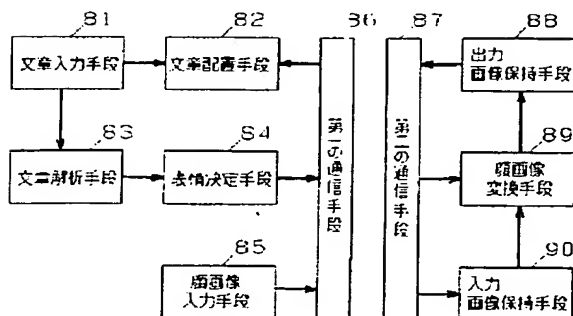 81
82
86
87
88
文章入力手段
文章配置手段
出力
画像保持手段
83
84
89
文章解析手段
表情決定手段
第一の通信手段
第二の通信手段
顔画像
変換手段
85
90
顔画像
入力手段
入力
画像保持手段